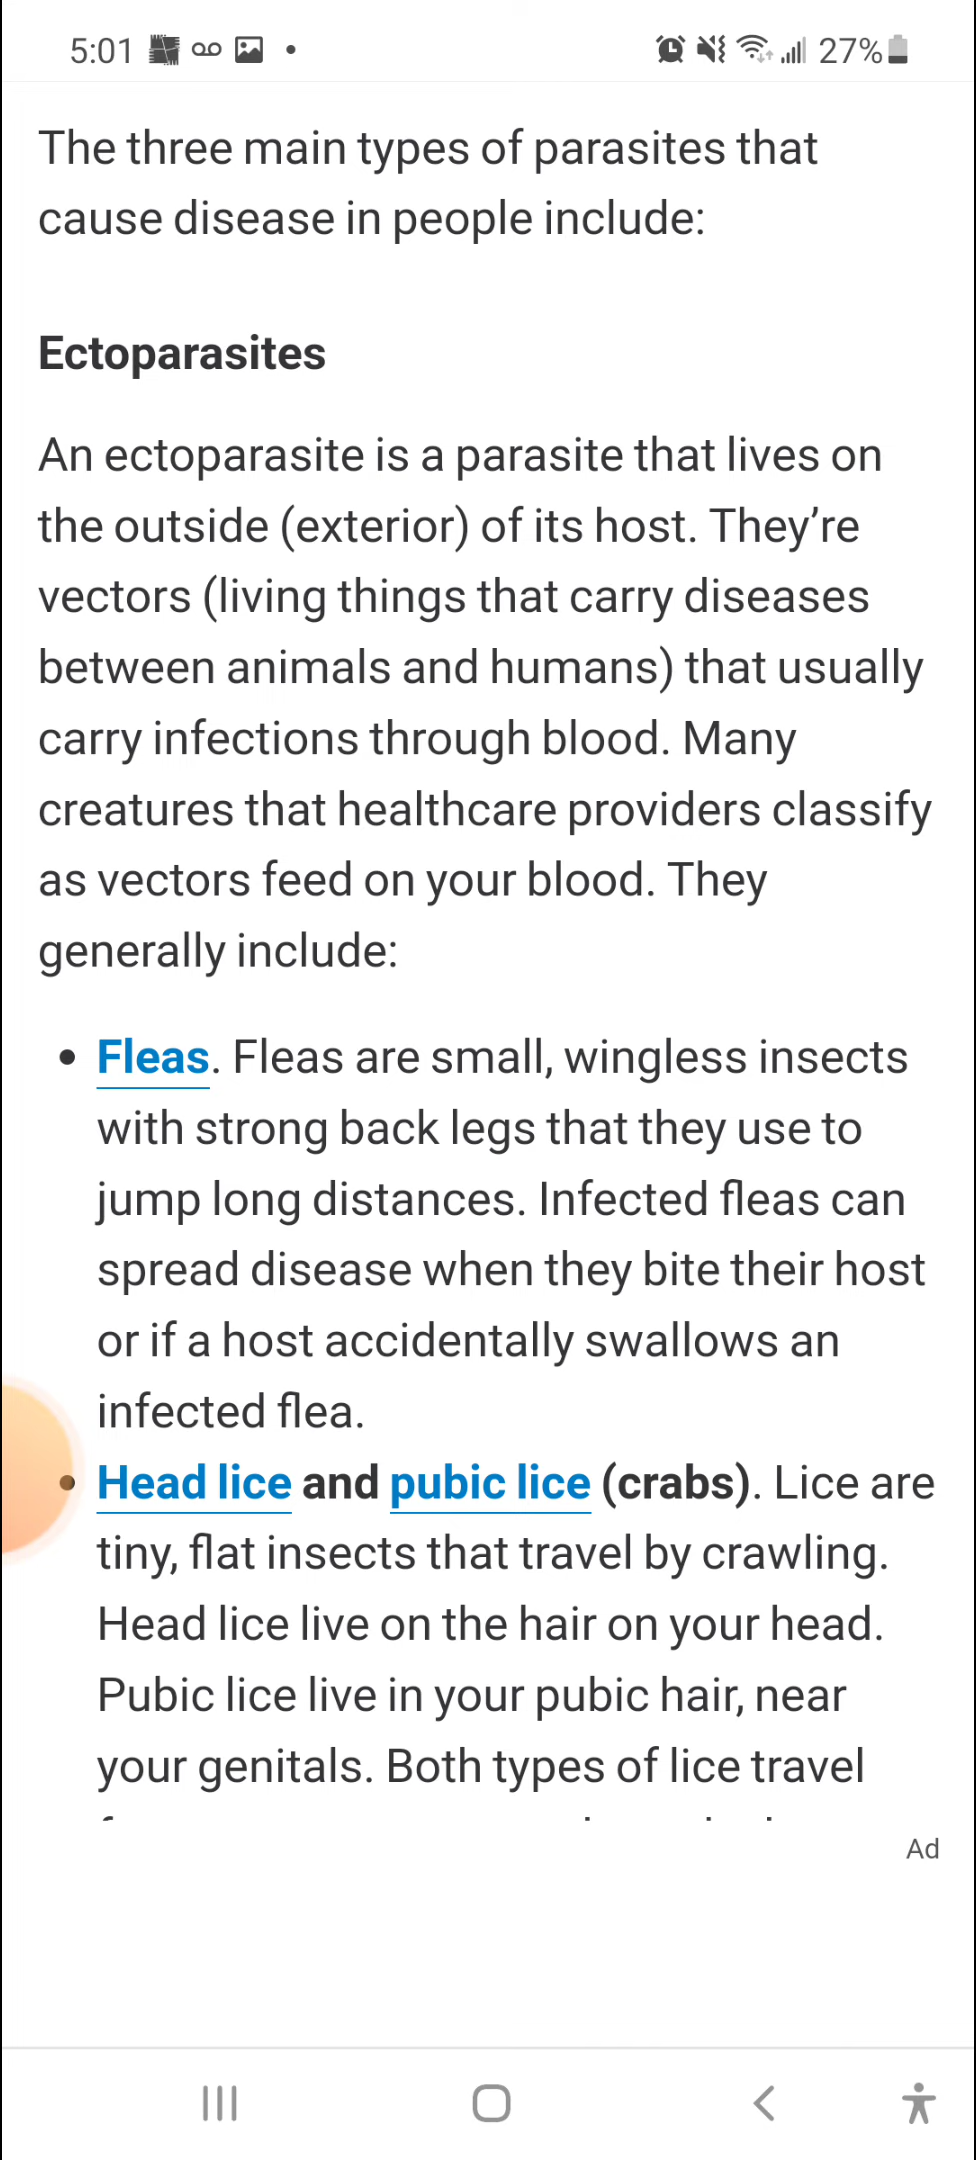 5:01
27%
The three main types of parasites that
cause disease in people include:
Ectoparasites
An ectoparasite is a parasite that lives on
the outside (exterior) of its host. They’re
vectors (living things that carry diseases
between animals and humans) that usually
carry infections through blood. Many
creatures that healthcare providers classify
as vectors feed on your blood. They
generally include:
• Fleas. Fleas are small, wingless insects
with strong back legs that they use to
jump long distances. Infected fleas can
spread disease when they bite their host
or if a host accidentally swallows an
infected flea.
• Head lice and pubic lice (crabs). Lice are
tiny, flat insects that travel by crawling.
Head lice live on the hair on your head.
Pubic lice live in your pubic hair, near
your genitals. Both types of lice travel
Ad